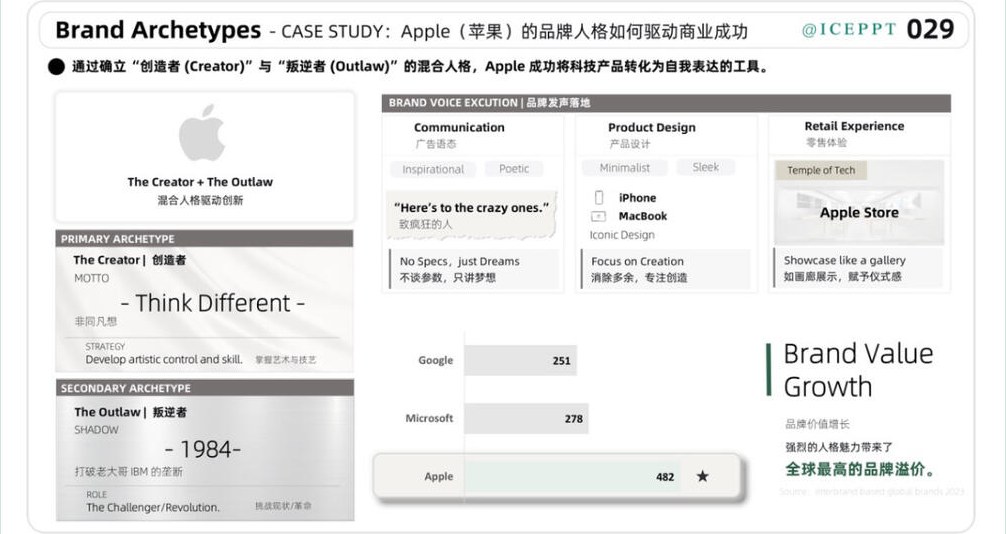 Brand Archetypes - CASE STUDY: Apple（苹果）的品牌人格如何驱动商业成功
@ICEPPT 029
通过确立“创造者 (Creator)”与“叛逆者 (Outlaw)”的混合人格，Apple 成功将科技产品转化为自我表达的工具。
The Creator + The Outlaw
混合人格驱动创新
PRIMARY ARCHETYPE
The Creator | 创造者
MOTTO
- Think Different -
非同凡想
STRATEGY
Develop artistic control and skill. 掌握艺术与技艺
SECONDARY ARCHETYPE
The Outlaw | 叛逆者
SHADOW
- 1984-
打破老大哥 IBM 的垄断
ROLE
The Challenger/Revolution. 挑战现状/革命
BRAND VOICE EXCUTION | 品牌发声落地
Communication
广告语态
Inspirational Poetic
“Here’s to the crazy ones.”
致疯狂的人
No Specs, just Dreams
不谈参数，只讲梦想
Product Design
产品设计
Minimalist Sleek
iPhone
MacBook
Iconic Design
Focus on Creation
消除多余，专注创造
Retail Experience
零售体验
Temple of Tech
Apple Store
Showcase like a gallery
如画廊展示，赋予仪式感
Google 251
Microsoft 278
Apple 482 ★
Brand Value
Growth
品牌价值增长
强烈的人格魅力带来了
全球最高的品牌溢价。